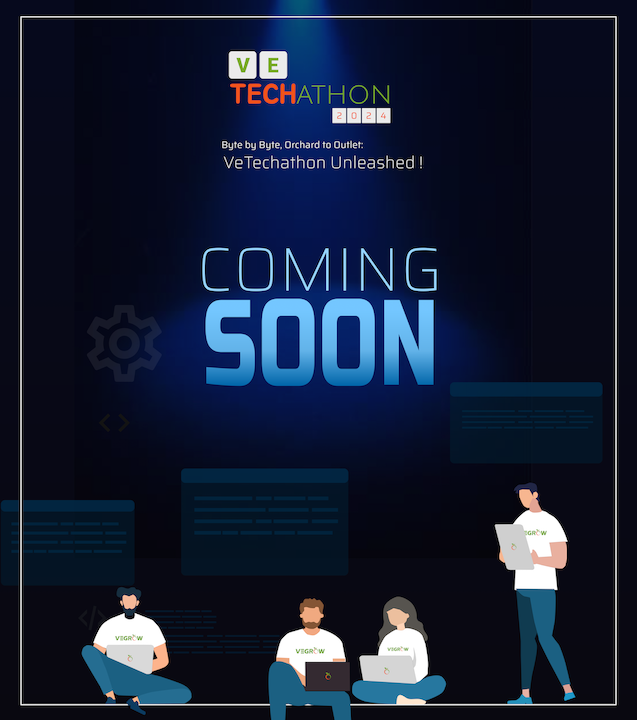 VE
TECHATHON
2024
Byte by Byte, Orchard to Outlet:
VeTechathon Unleashed !
COMING
SOON
VEGROW
VEGROW
VEGROW
VEGROW